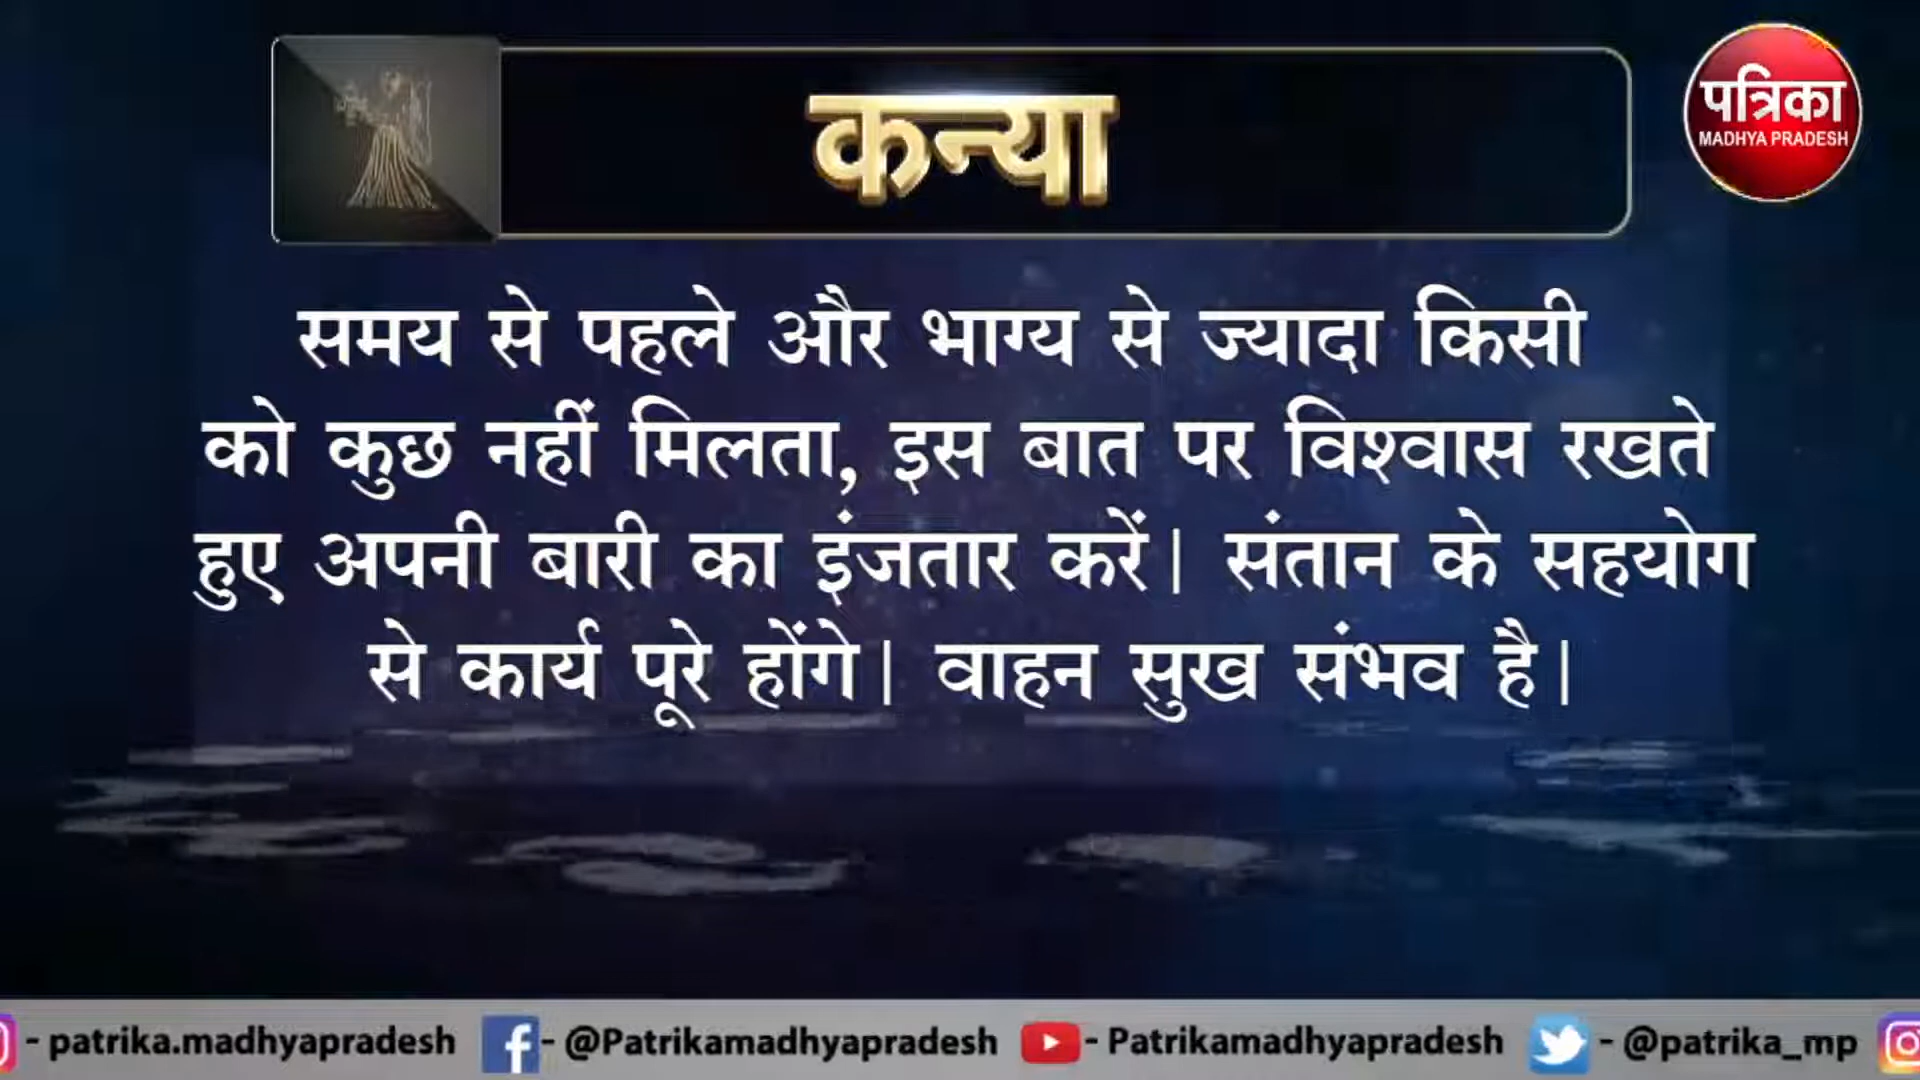 कन्या
पत्रिका
MADHYA PRADESH
समय से पहले और भाग्य से ज्यादा किसी
को कुछ नहीं मिलता, इस बात पर विश्वास रखते
हुए अपनी बारी का इंजतार करें| संतान के सहयोग
से कार्य पूरे होंगे| वाहन सुख संभव है|
- patrika.madhyapradesh - @Patrikamadhyapradesh - Patrikamadhyapradesh - @patrika_mp